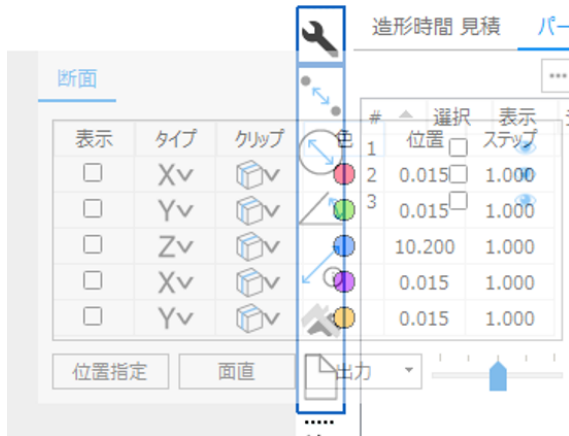 造形時間 見積 パー
断面
# 選択 表示
表示 タイプ クリップ 色 位置 ステップ
1
X 2 0.015 1.000
Y 3 0.015 1.000
Z 10.200 1.000
X 0.015 1.000
Y 0.015 1.000
位置指定 面直 出力